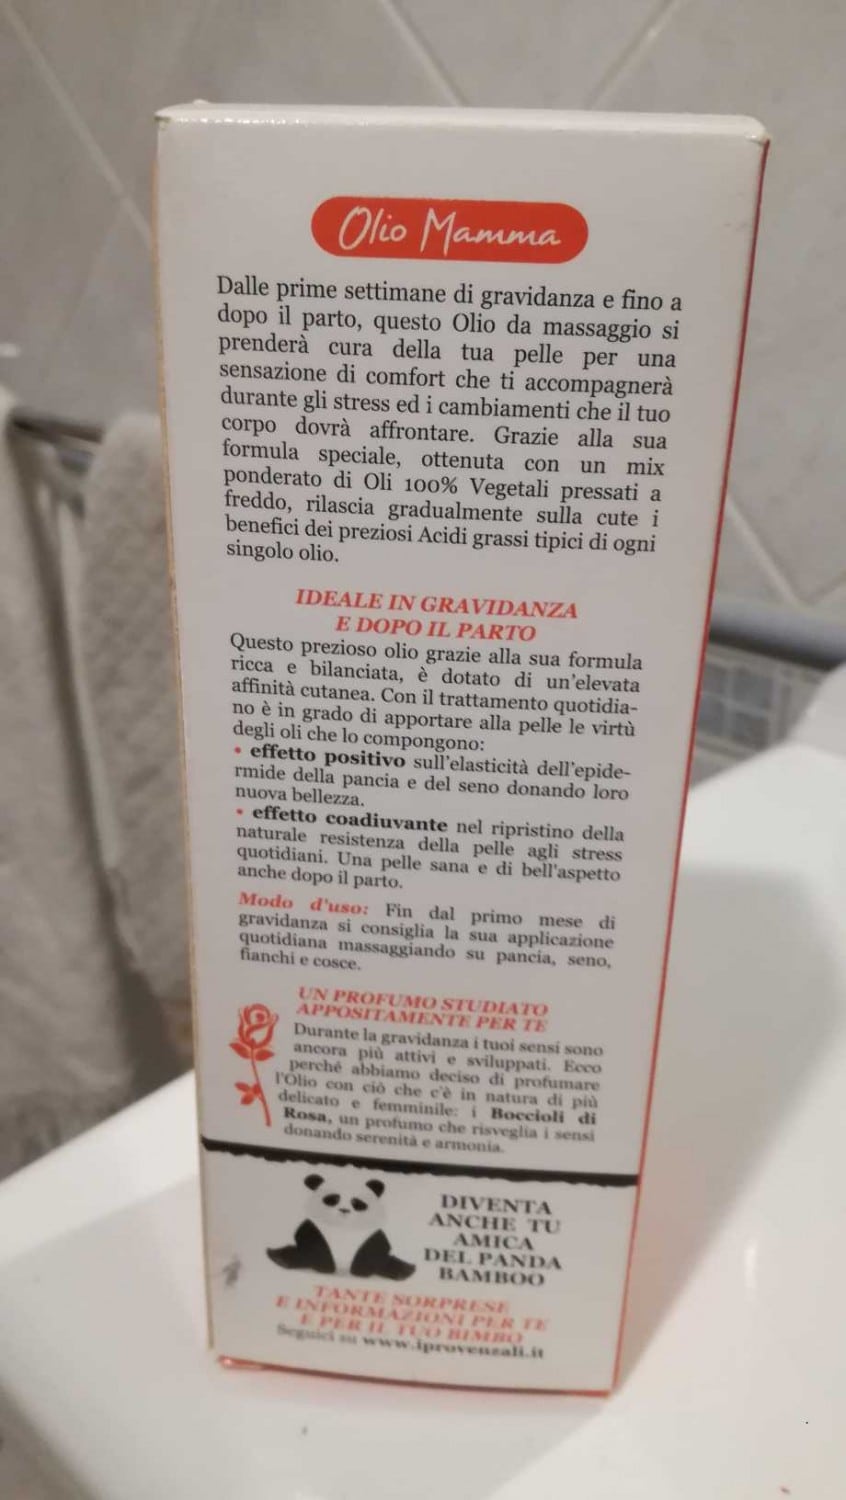 Olio Mamma
Dalle prime settimane di gravidanza e fino a
dopo il parto, questo Olio da massaggio si
prenderà cura della tua pelle per una
sensazione di comfort che ti accompagnerà
durante gli stress ed i cambiamenti che il tuo
corpo dovrà affrontare. Grazie alla sua
formula speciale, ottenuta con un mix
ponderato di Oli 100% Vegetali pressati a
freddo, rilascia gradualmente sulla cute i
benefici dei preziosi Acidi grassi tipici di ogni
singolo olio.
IDEALE IN GRAVIDANZA
E DOPO IL PARTO
Questo prezioso olio grazie alla sua formula
ricca e bilanciata, è dotato di un'elevata
affinità cutanea. Con il trattamento quotidia-
no è in grado di apportare alla pelle le virtù
degli oli che lo compongono:
• effetto positivo sull'elasticità dell'epide-
rmide della pancia e del seno donando loro
nuova bellezza.
• effetto coadiuvante nel ripristino della
naturale resistenza della pelle agli stress
quotidiani. Una pelle sana e di bell'aspetto
anche dopo il parto.
Modo d'uso: Fin dal primo mese di
gravidanza si consiglia la sua applicazione
quotidiana massaggiando su pancia, seno,
fianchi e cosce.
UN PROFUMO STUDIATO
APPOSITAMENTE PER TE
Durante la gravidanza i tuoi sensi sono
ancora più attivi e sviluppati. Ecco
perché abbiamo deciso di profumare
l'Olio con ciò che c'è in natura di più
delicato e femminile: i Boccioli di
Rosa, un profumo che risveglia i sensi
donando serenità e armonia.
DIVENTA
ANCHE TU
AMICA
DEL PANDA
BAMBOO
TANTE SORPRESE
E INFORMAZIONI PER TE
E PER IL TUO BIMBO
Seguici su www.iprovenzali.it